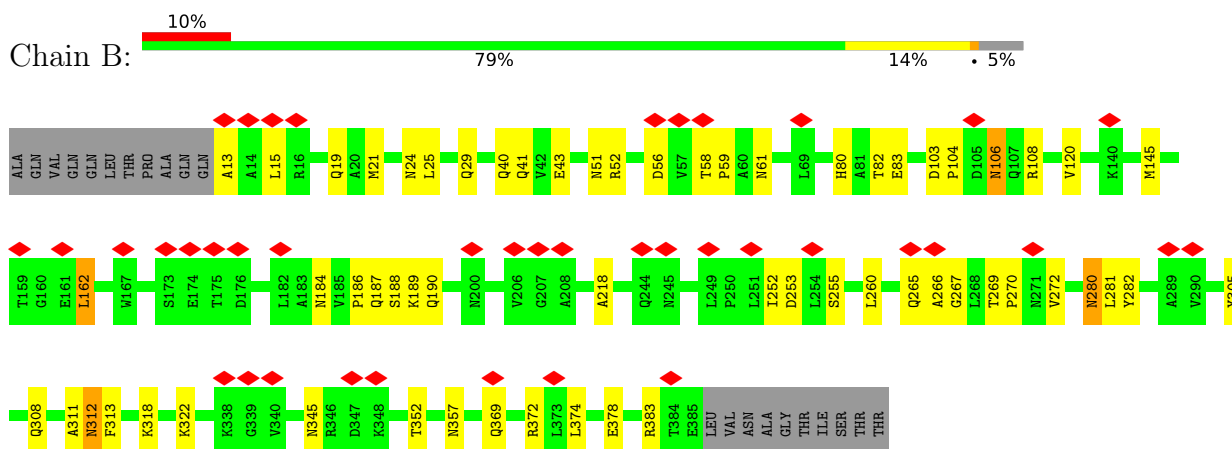 10%
Chain B:
79% 14% • 5%
ALA GLN VAL GLN GLN LEU THR PRO ALA GLN GLN A13 A14 L15 R16 Q19 A20 M21 N24 L25 Q29 Q40 Q41 V42 E43 N51 R52 D56 V57 T58 P59 A60 N61 L69 H80 A81 T82 E83 D103 P104 D105 N106 Q107 R108 V120 K140 M145
T159 G160 E161 L162 W167 S173 E174 T175 D176 L182 A183 N184 V185 P186 Q187 S188 K189 Q190 N200 V206 G207 A208 A218 Q244 N245 L249 P250 L251 I252 D253 L254 S255 L260 Q265 A266 G267 L268 T269 P270 N271 V272 N280 L281 Y282 A289 V290
Q308 A311 N312 F313 K318 K322 K338 G339 V340 N345 R346 D347 K348 T352 N357 Q369 R372 L373 L374 E378 R383 T384 E385 LEU VAL ASN ALA GLY THR ILE SER THR THR